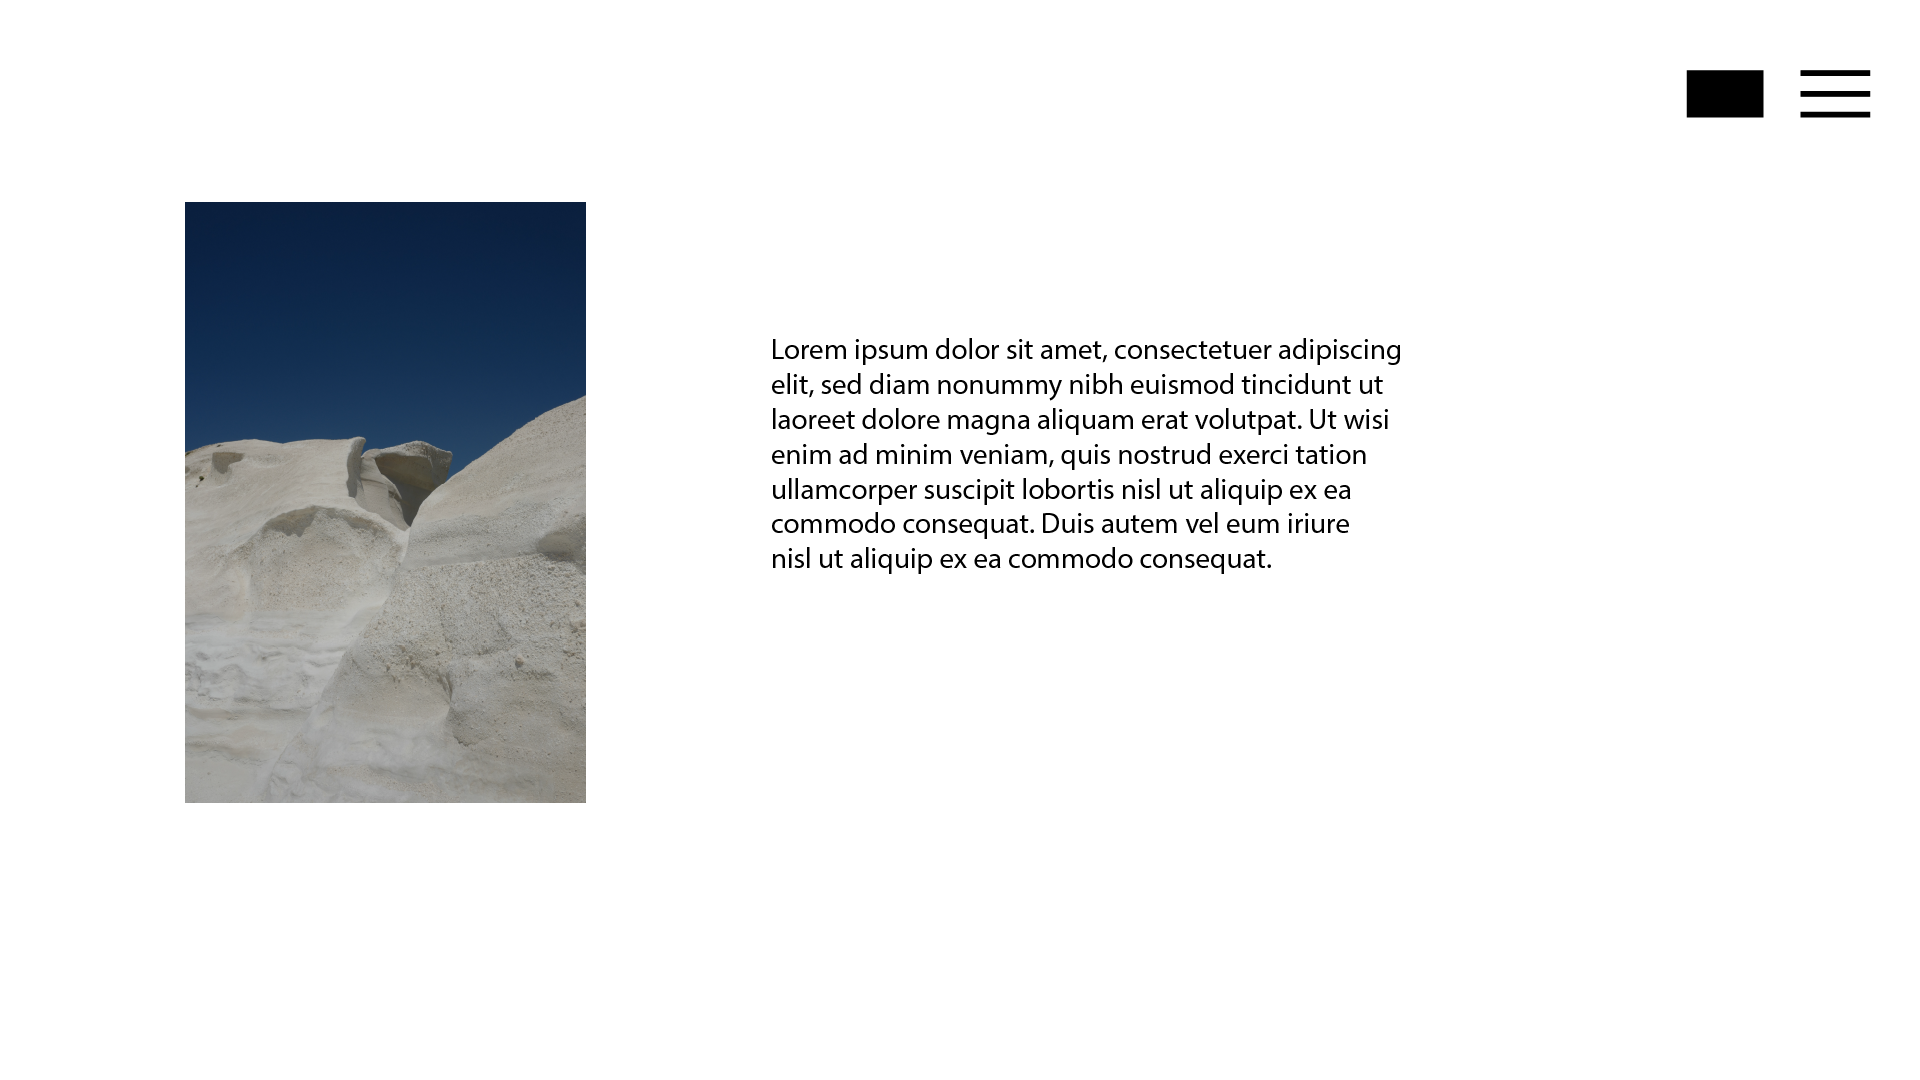 Lorem ipsum dolor sit amet, consectetuer adipiscing
elit, sed diam nonummy nibh euismod tincidunt ut
laoreet dolore magna aliquam erat volutpat. Ut wisi
enim ad minim veniam, quis nostrud exerci tation
ullamcorper suscipit lobortis nisl ut aliquip ex ea
commodo consequat. Duis autem vel eum iriure
nisl ut aliquip ex ea commodo consequat.